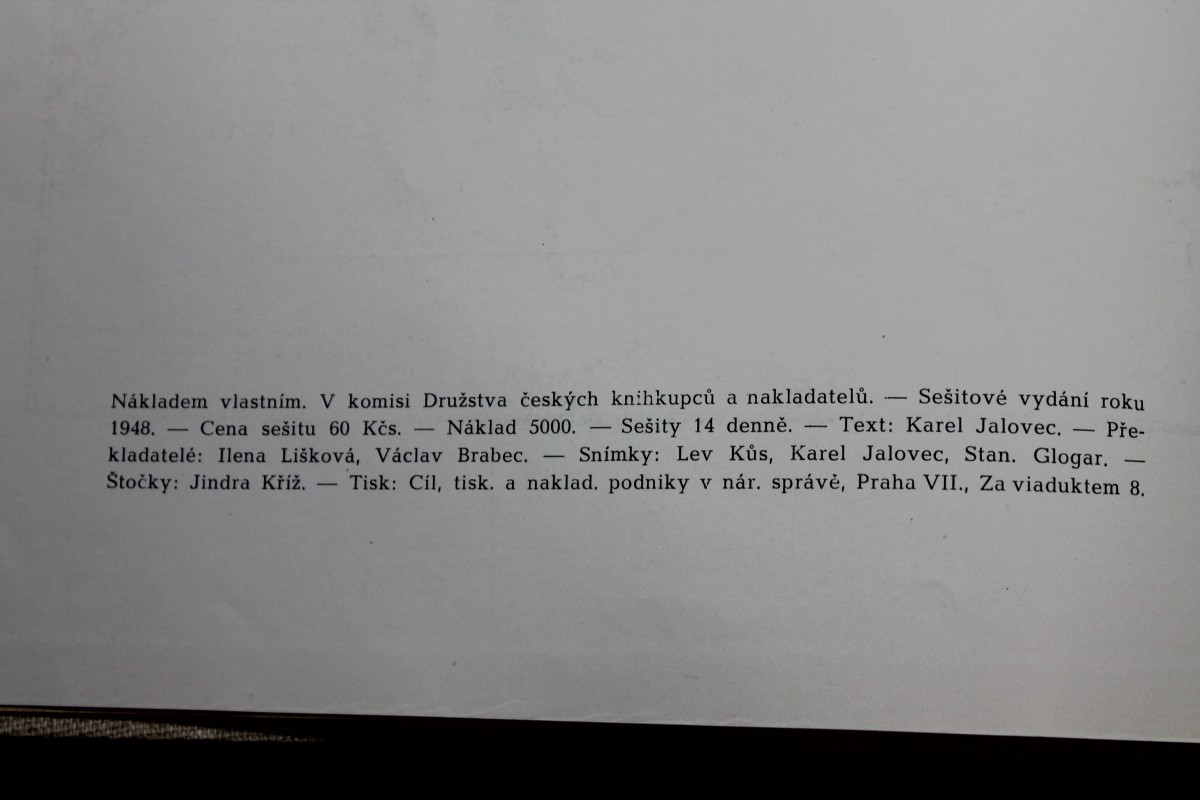 Nákladem vlastním. V komisi Družstva českých knihkupců a nakladatelů. — Sešitové vydání roku
1948. — Cena sešitu 60 Kčs. — Náklad 5000. — Sešity 14 denně. — Text: Karel Jalovec. — Pře-
kladatelé: Ilena Lišková, Václav Brabec. — Snímky: Lev Kůs, Karel Jalovec, Stan. Glogar. —
Štočky: Jindra Kříž. — Tisk: Cíl, tisk. a naklad. podniky v nár. správě, Praha VII., Za viaduktem 8.